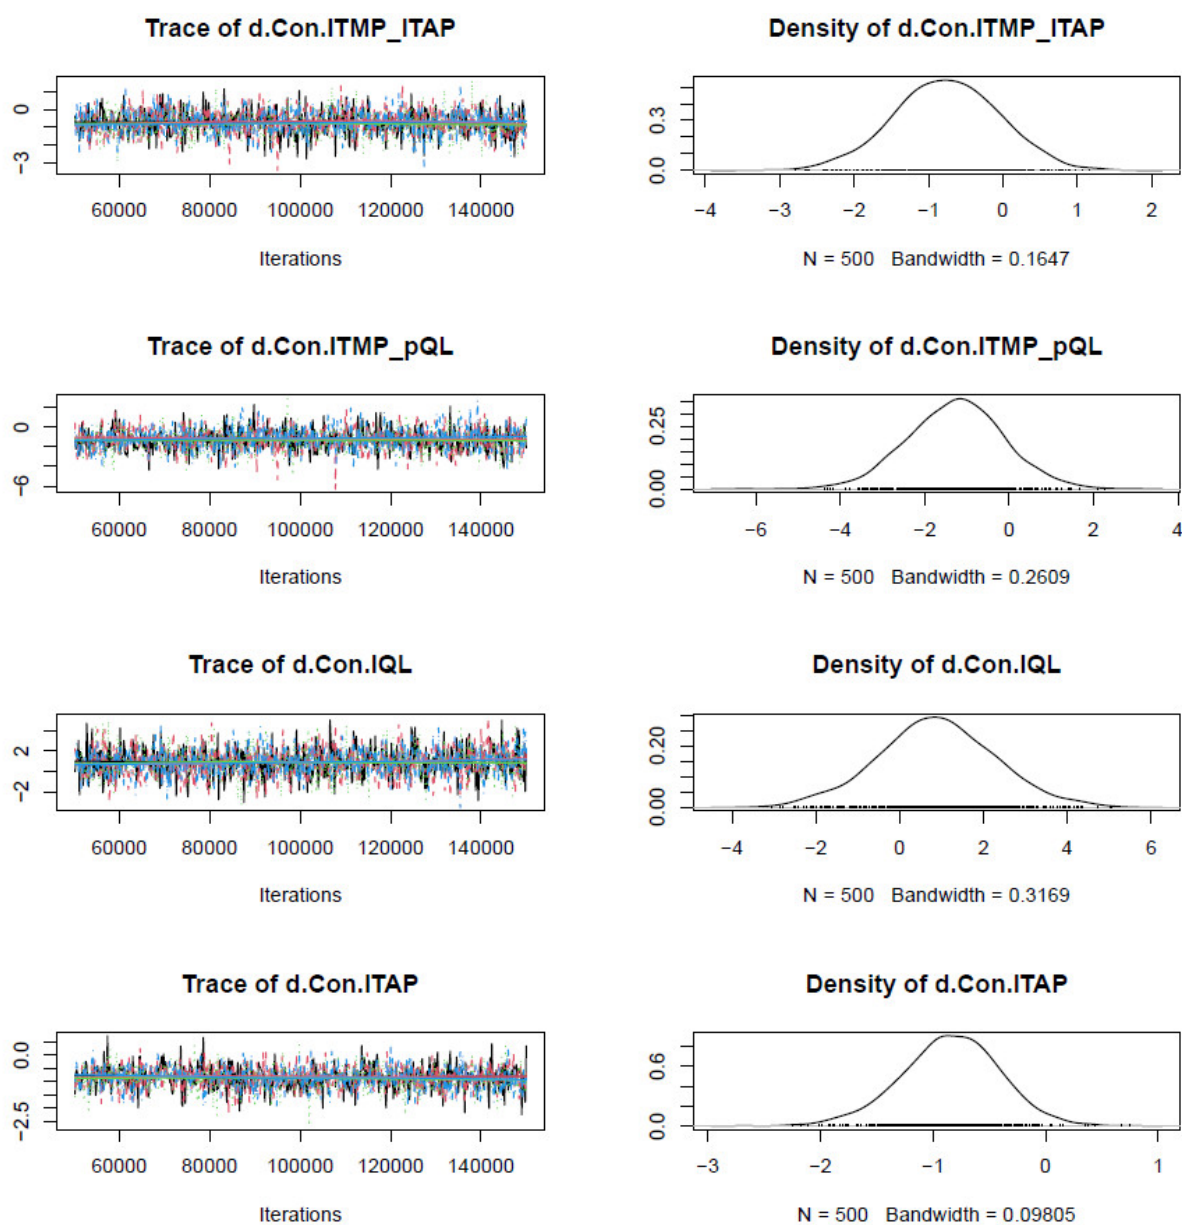 Trace of d.Con.ITMP_ITAP
0
−3
60000 80000 100000 120000 140000
Iterations
Density of d.Con.ITMP_ITAP
0.3
0.0
−4 −3 −2 −1 0 1 2
N = 500 Bandwidth = 0.1647
Trace of d.Con.ITMP_pQL
0
−6
60000 80000 100000 120000 140000
Iterations
Density of d.Con.ITMP_pQL
0.25
0.00
−6 −4 −2 0 2 4
N = 500 Bandwidth = 0.2609
Trace of d.Con.IQL
2
−2
60000 80000 100000 120000 140000
Iterations
Density of d.Con.IQL
0.20
0.00
−4 −2 0 2 4 6
N = 500 Bandwidth = 0.3169
Trace of d.Con.ITAP
0.0
−2.5
60000 80000 100000 120000 140000
Iterations
Density of d.Con.ITAP
0.6
0.0
−3 −2 −1 0 1
N = 500 Bandwidth = 0.09805